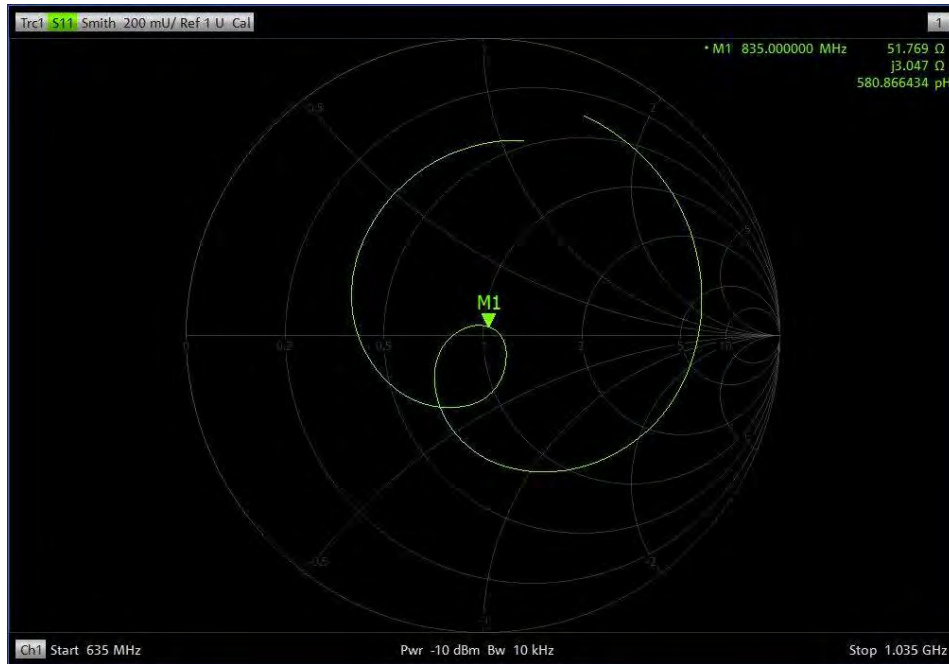 Trc1 S11 Smith 200 mU/ Ref 1 U Cal
1
• M1 835.000000 MHz 51.769 Ω
j3.047 Ω
580.866434 pH
1
0.5
2
5
M1
0
0.2
0.5
1
2
5
-0.5
-2
-1
Ch1 Start 635 MHz Pwr -10 dBm Bw 10 kHz Stop 1.035 GHz